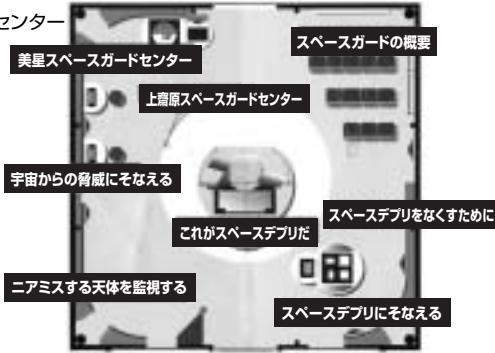 センター
スペースガードの概要
美星スペースガードセンター
上齋原スペースガードセンター
宇宙からの脅威にそなえる
スペースデブリをなくすために
これがスペースデブリだ
ニアミスする天体を監視する
スペースデブリにそなえる